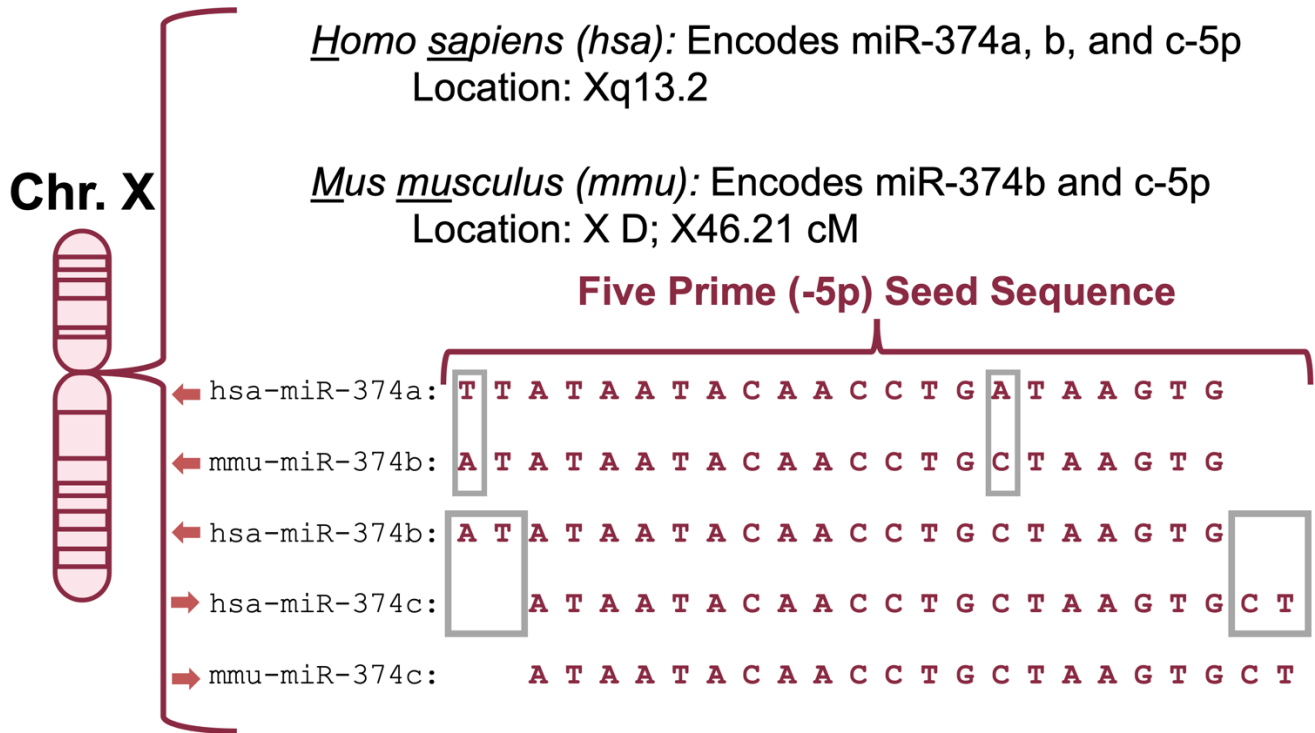 Homo sapiens (hsa): Encodes miR-374a, b, and c-5p
Location: Xq13.2
Mus musculus (mmu): Encodes miR-374b and c-5p
Location: X D; X46.21 cM
Chr. X
Five Prime (-5p) Seed Sequence
hsa-miR-374a: T T A T A A T A C A A C C T G A T A A G T G
mmu-miR-374b: A T A T A A T A C A A C C T G C T A A G T G
hsa-miR-374b: A T A T A A T A C A A C C T G C T A A G T G
hsa-miR-374c: A T A A T A C A A C C T G C T A A G T G C T
mmu-miR-374c: A T A A T A C A A C C T G C T A A G T G C T